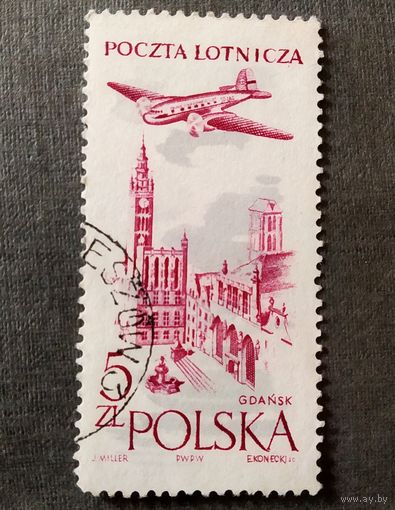 POCZTA LOTNICZA
GDAŃSK
5
ZŁ POLSKA
J. MILLER PWPW E.KONECKI sc.
www.ay.by